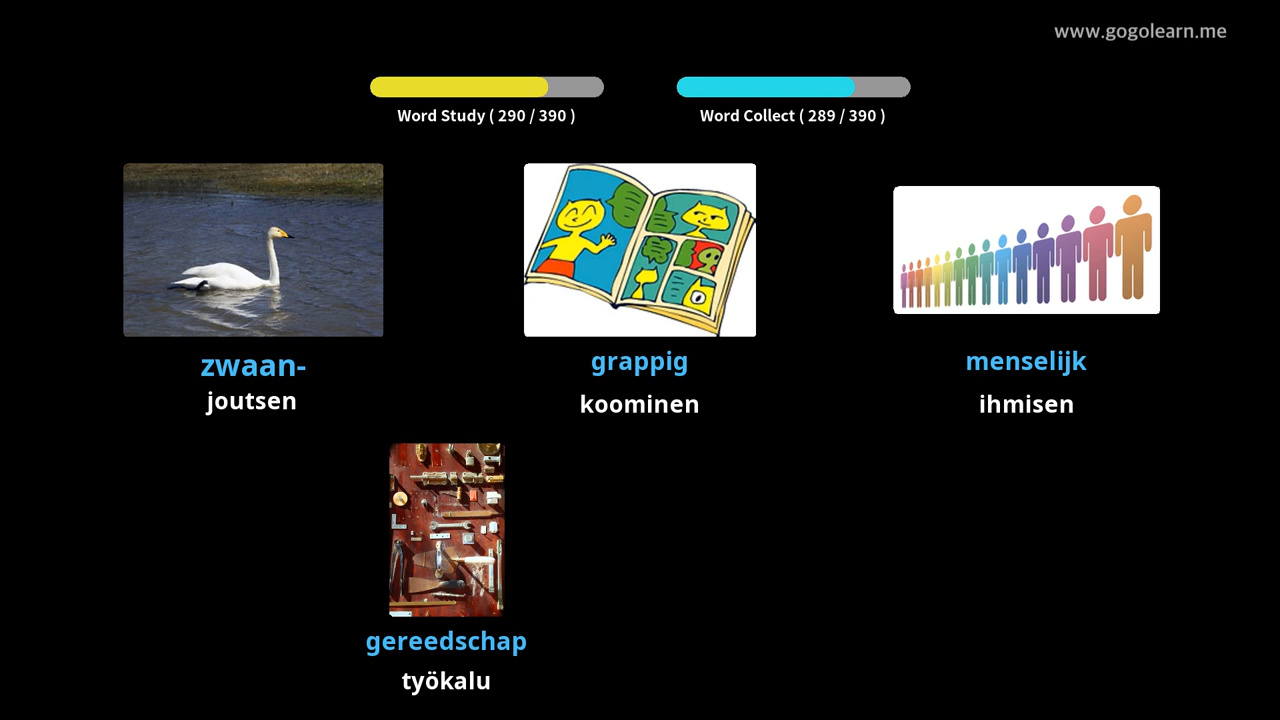 www.gogolearn.me
Word Study ( 290 / 390 )
Word Collect ( 289 / 390 )
zwaan-
joutsen
grappig
koominen
menselijk
ihmisen
gereedschap
työkalu